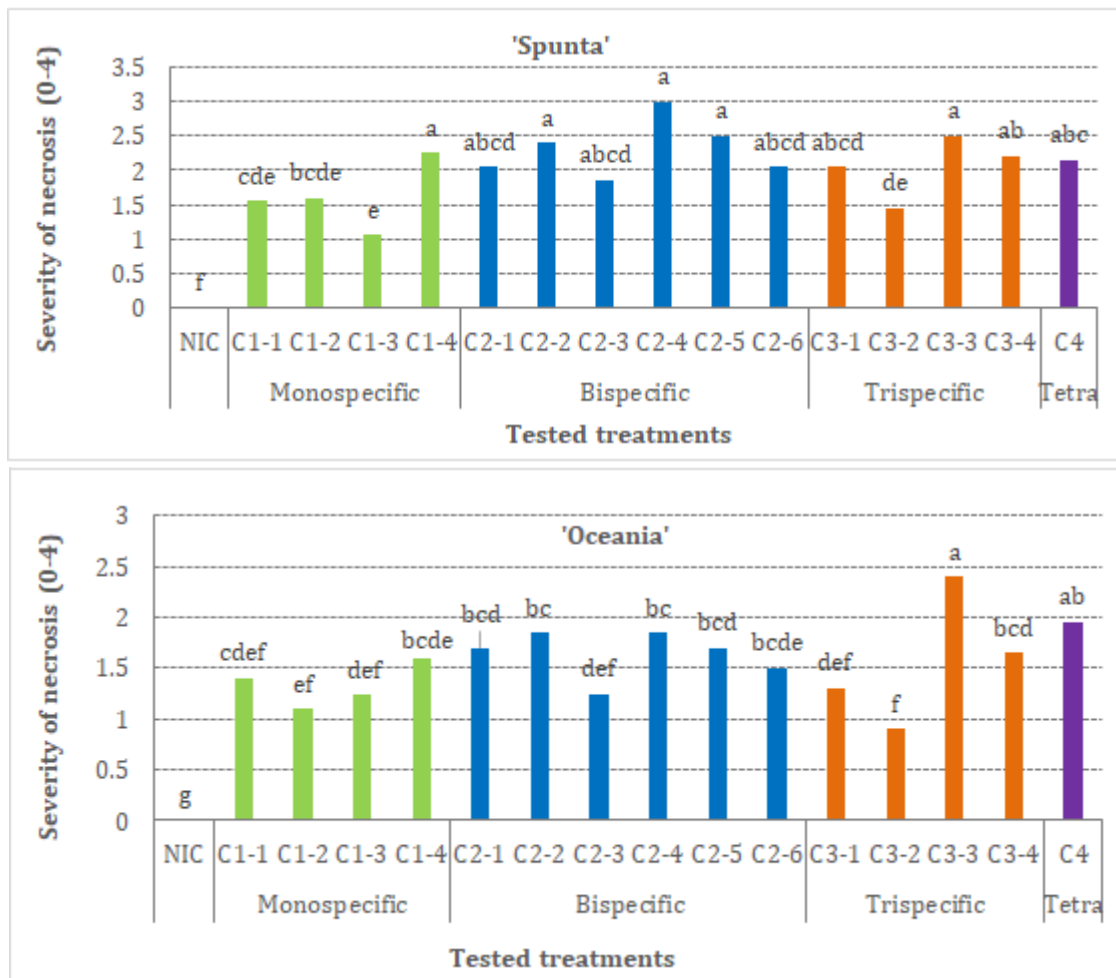 'Spunta'
Severity of necrosis (0-4)
3.5
3
2.5
2
1.5
1
0.5
0
f
cde
bcde
e
a
abcd
a
abcd
a
a
abcd
abcd
de
a
ab
abc
NIC C1-1 C1-2 C1-3 C1-4 C2-1 C2-2 C2-3 C2-4 C2-5 C2-6 C3-1 C3-2 C3-3 C3-4 C4
Monospecific Bispecific Trispecific Tetra
Tested treatments
'Oceania'
Severity of necrosis (0-4)
3
2.5
2
1.5
1
0.5
0
g
cdef
ef
def
bcde
bcd
bc
def
bc
bcd
bcde
def
f
a
bcd
ab
NIC C1-1 C1-2 C1-3 C1-4 C2-1 C2-2 C2-3 C2-4 C2-5 C2-6 C3-1 C3-2 C3-3 C3-4 C4
Monospecific Bispecific Trispecific Tetra
Tested treatments